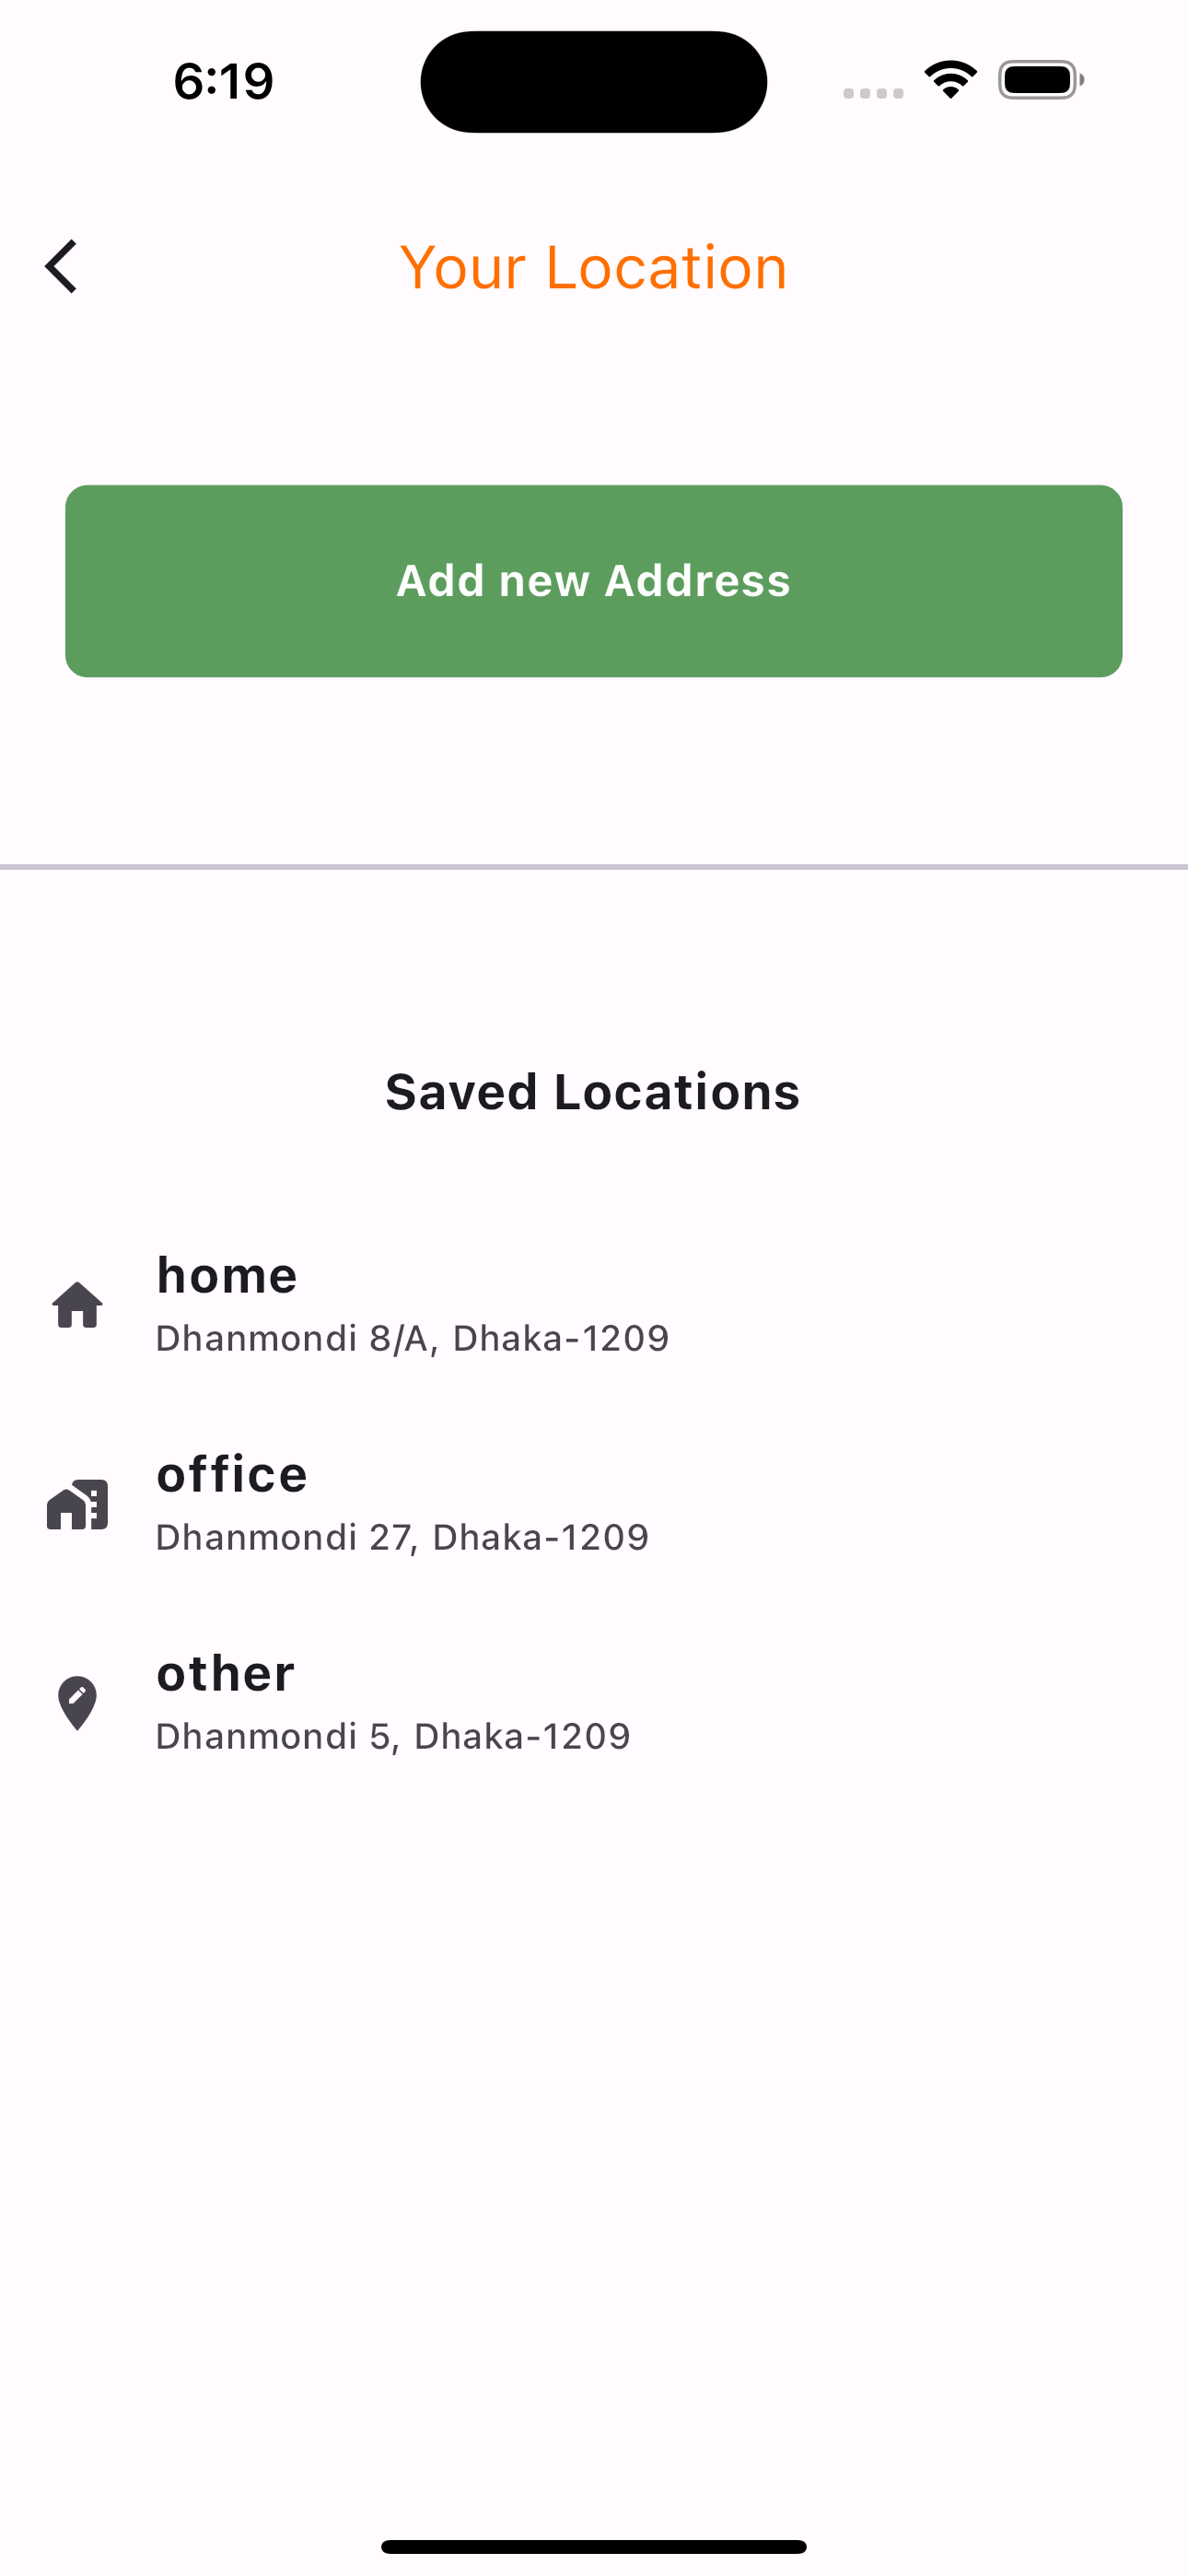 6:19
Your Location
Add new Address
Saved Locations
home
Dhanmondi 8/A, Dhaka-1209
office
Dhanmondi 27, Dhaka-1209
other
Dhanmondi 5, Dhaka-1209